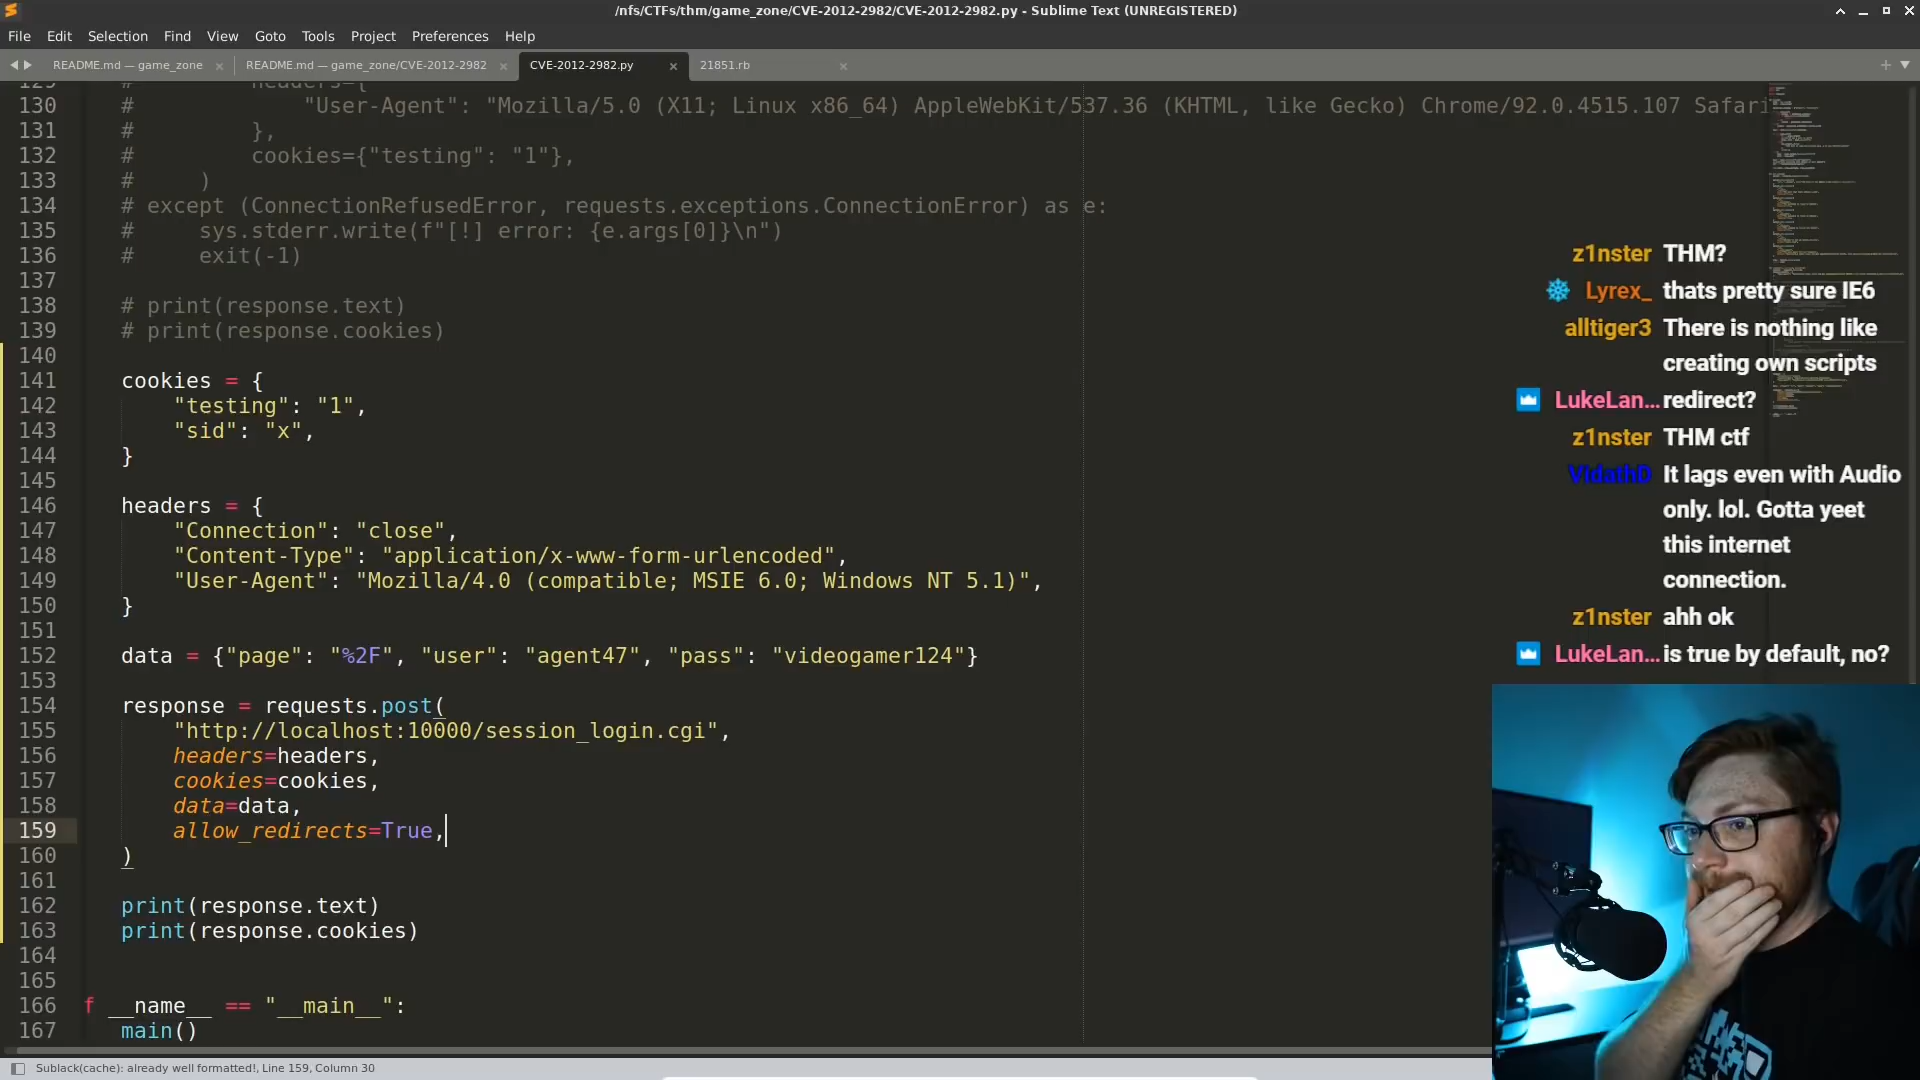 /nfs/CTFs/thm/game_zone/CVE-2012-2982/CVE-2012-2982.py - Sublime Text (UNREGISTERED)
File Edit Selection Find View Goto Tools Project Preferences Help
README.md — game_zone × README.md — game_zone/CVE-2012-2982 × CVE-2012-2982.py × 21851.rb ×
129 # headers={
130 # "User-Agent": "Mozilla/5.0 (X11; Linux x86_64) AppleWebKit/537.36 (KHTML, like Gecko) Chrome/92.0.4515.107 Safari
131 # },
132 # cookies={"testing": "1"},
133 # )
134 # except (ConnectionRefusedError, requests.exceptions.ConnectionError) as e:
135 # sys.stderr.write(f"[!] error: {e.args[0]}\n")
136 # exit(-1)
137
138 # print(response.text)
139 # print(response.cookies)
140
141 cookies = {
142 "testing": "1",
143 "sid": "x",
144 }
145
146 headers = {
147 "Connection": "close",
148 "Content-Type": "application/x-www-form-urlencoded",
149 "User-Agent": "Mozilla/4.0 (compatible; MSIE 6.0; Windows NT 5.1)",
150 }
151
152 data = {"page": "%2F", "user": "agent47", "pass": "videogamer124"}
153
154 response = requests.post(
155 "http://localhost:10000/session_login.cgi",
156 headers=headers,
157 cookies=cookies,
158 data=data,
159 allow_redirects=True,
160 )
161
162 print(response.text)
163 print(response.cookies)
164
165
166 f __name__ == "__main__":
167 main()
z1nster THM?
Lyrex_ thats pretty sure IE6
alltiger3 There is nothing like
creating own scripts
LukeLan... redirect?
z1nster THM ctf
VidathD It lags even with Audio
only. lol. Gotta yeet
this internet
connection.
z1nster ahh ok
LukeLan... is true by default, no?
Sublack(cache): already well formatted!, Line 159, Column 30